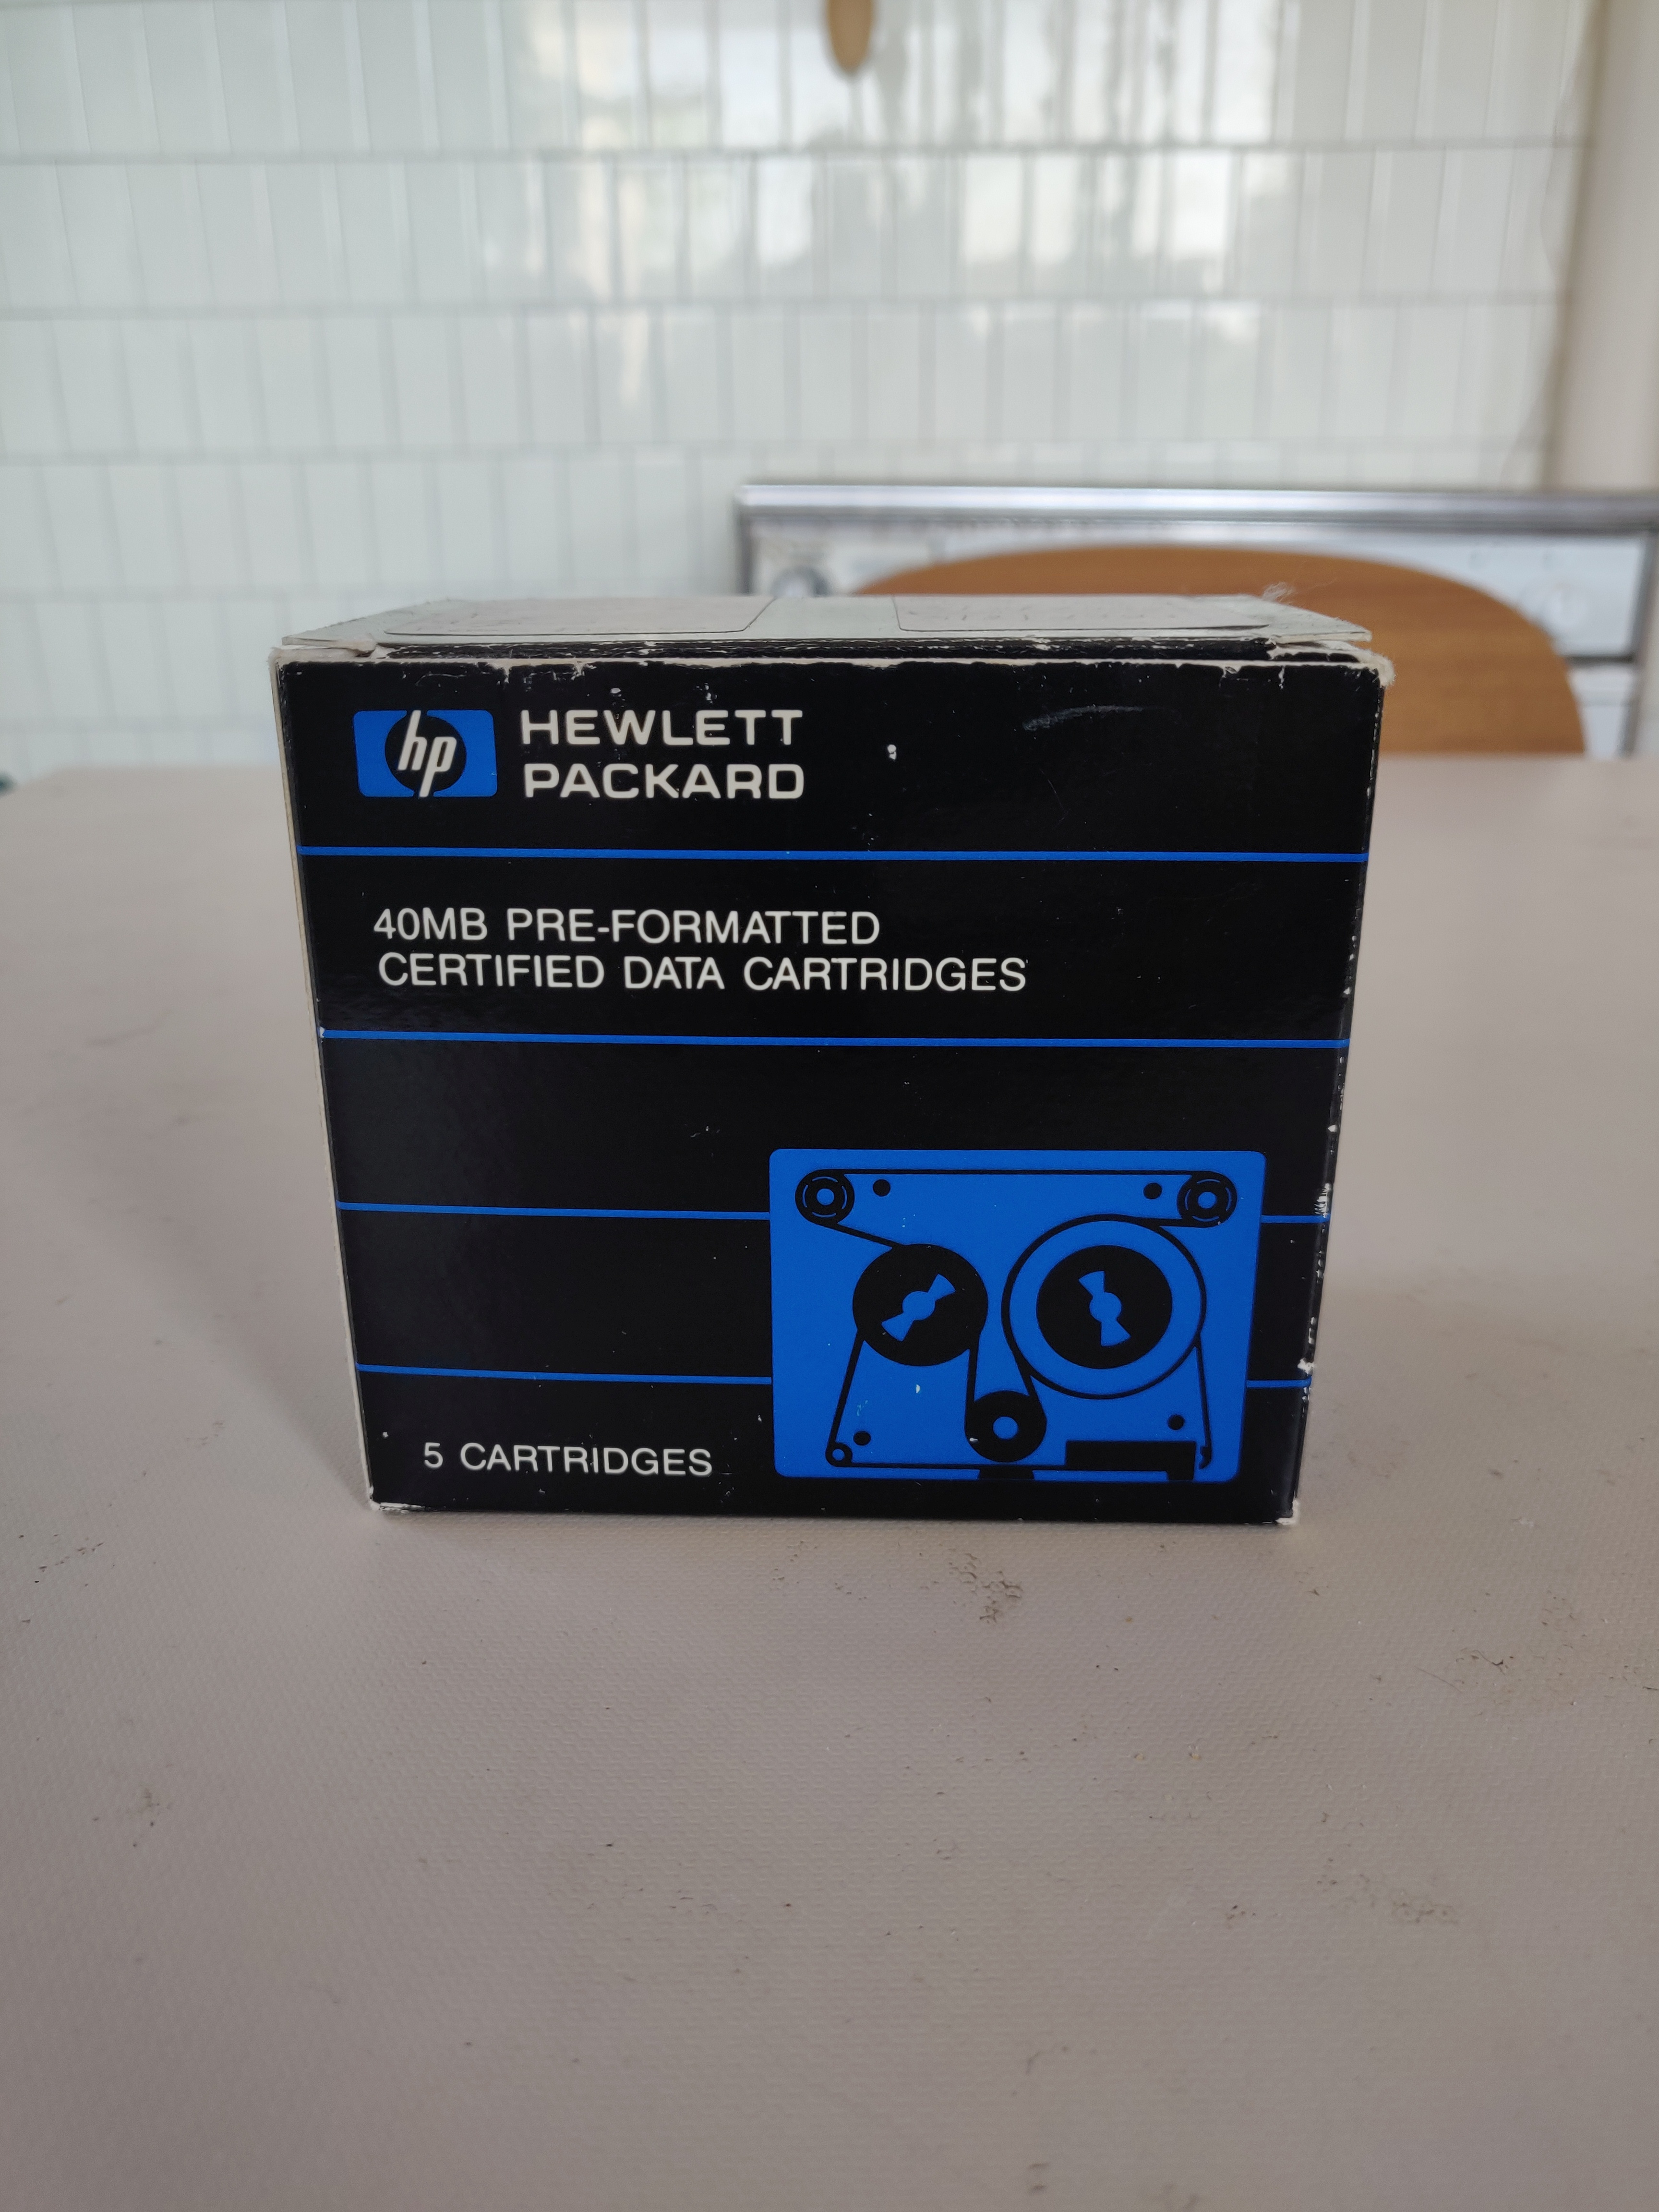 hp HEWLETT
PACKARD
40MB PRE-FORMATTED
CERTIFIED DATA CARTRIDGES
5 CARTRIDGES